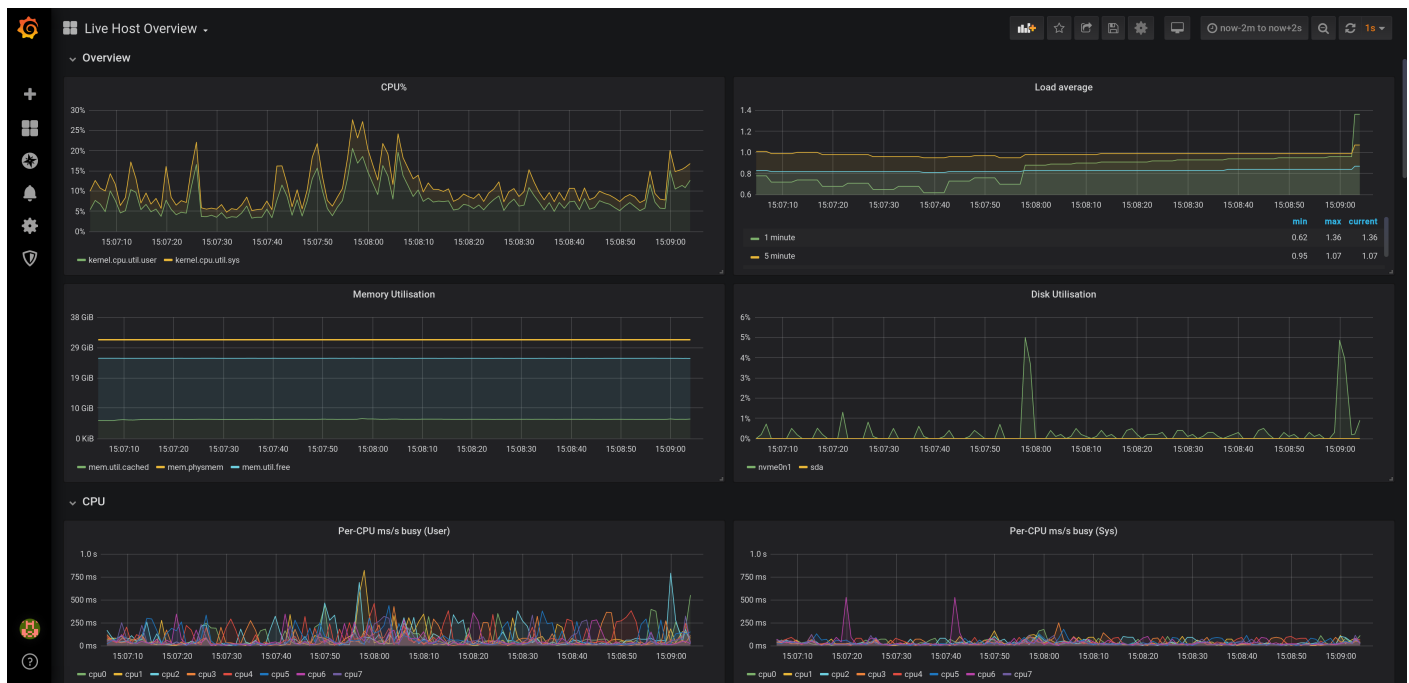 Live Host Overview
now-2m to now+2s
1s
Overview
CPU%
30%
25%
20%
15%
10%
5%
0%
15:07:10 15:07:20 15:07:30 15:07:40 15:07:50 15:08:00 15:08:10 15:08:20 15:08:30 15:08:40 15:08:50 15:09:00
kernel.cpu.util.user kernel.cpu.util.sys
Load average
1.4
1.2
1.0
0.8
0.6
15:07:10 15:07:20 15:07:30 15:07:40 15:07:50 15:08:00 15:08:10 15:08:20 15:08:30 15:08:40 15:08:50 15:09:00
min max current
1 minute 0.62 1.36 1.36
5 minute 0.95 1.07 1.07
Memory Utilisation
38 GiB
29 GiB
19 GiB
10 GiB
0 KiB
15:07:10 15:07:20 15:07:30 15:07:40 15:07:50 15:08:00 15:08:10 15:08:20 15:08:30 15:08:40 15:08:50 15:09:00
mem.util.cached mem.physmem mem.util.free
Disk Utilisation
6%
5%
4%
3%
2%
1%
0%
15:07:10 15:07:20 15:07:30 15:07:40 15:07:50 15:08:00 15:08:10 15:08:20 15:08:30 15:08:40 15:08:50 15:09:00
nvme0n1 sda
CPU
Per-CPU ms/s busy (User)
1.0 s
750 ms
500 ms
250 ms
0 ms
15:07:10 15:07:20 15:07:30 15:07:40 15:07:50 15:08:00 15:08:10 15:08:20 15:08:30 15:08:40 15:08:50 15:09:00
cpu0 cpu1 cpu2 cpu3 cpu4 cpu5 cpu6 cpu7
Per-CPU ms/s busy (Sys)
1.0 s
750 ms
500 ms
250 ms
0 ms
15:07:10 15:07:20 15:07:30 15:07:40 15:07:50 15:08:00 15:08:10 15:08:20 15:08:30 15:08:40 15:08:50 15:09:00
cpu0 cpu1 cpu2 cpu3 cpu4 cpu5 cpu6 cpu7